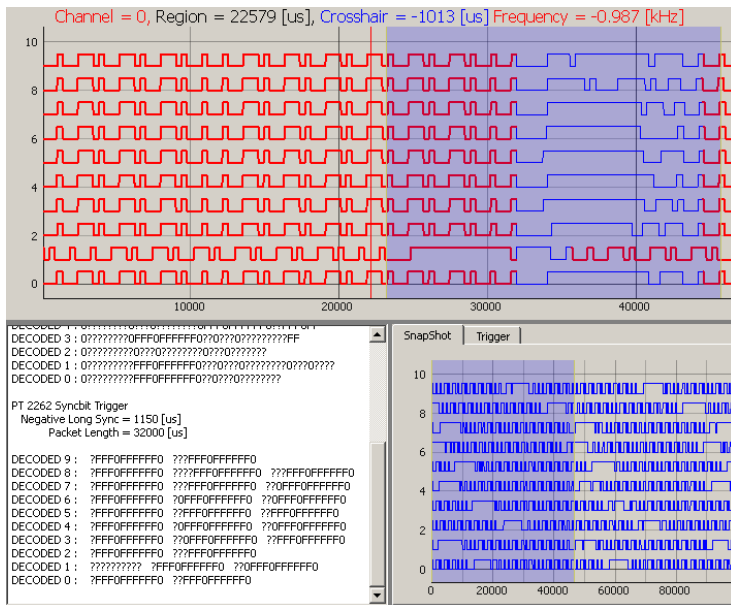 Channel = 0, Region = 22579 [us], Crosshair = -1013 [us] Frequency = -0.987 [kHz]
10
8
6
4
2
0
10000
20000
30000
40000
DECODED 3 : 0????????0FFF0FFFFFF0??0???0?????????FF
DECODED 2 : 0????????0???0????????0???0???????
DECODED 1 : 0?????????FFF0FFFFFF0???0???0???????0???0????
DECODED 0 : 0?????????FFF0FFFFFF0??0???0????????
PT 2262 Syncbit Trigger
Negative Long Sync = 1150 [us]
Packet Length = 32000 [us]
DECODED 9 : ?FFF0FFFFFF0 ???FFF0FFFFFF0
DECODED 8 : ?FFF0FFFFFF0 ????FFF0FFFFFF0 ???FFF0FFFFFF0
DECODED 7 : ?FFF0FFFFFF0 ???FFF0FFFFFF0 ??0FFF0FFFFFF0
DECODED 6 : ?FFF0FFFFFF0 ?0FFF0FFFFFF0 ??0FFF0FFFFFF0
DECODED 5 : ?FFF0FFFFFF0 ??FFF0FFFFFF0 ??FFF0FFFFFF0
DECODED 4 : ?FFF0FFFFFF0 ?0FFF0FFFFFF0 ??0FFF0FFFFFF0
DECODED 3 : ?FFF0FFFFFF0 ??0FFF0FFFFFF0 ??FFF0FFFFFF0
DECODED 2 : ?FFF0FFFFFF0 ???FFF0FFFFFF0
DECODED 1 : ?????????? ?FFF0FFFFFF0 ??0FFF0FFFFFF0
DECODED 0 : ?FFF0FFFFFF0 ??FFF0FFFFFF0
SnapShot
Trigger
10
8
6
4
2
0
0
20000
40000
60000
80000